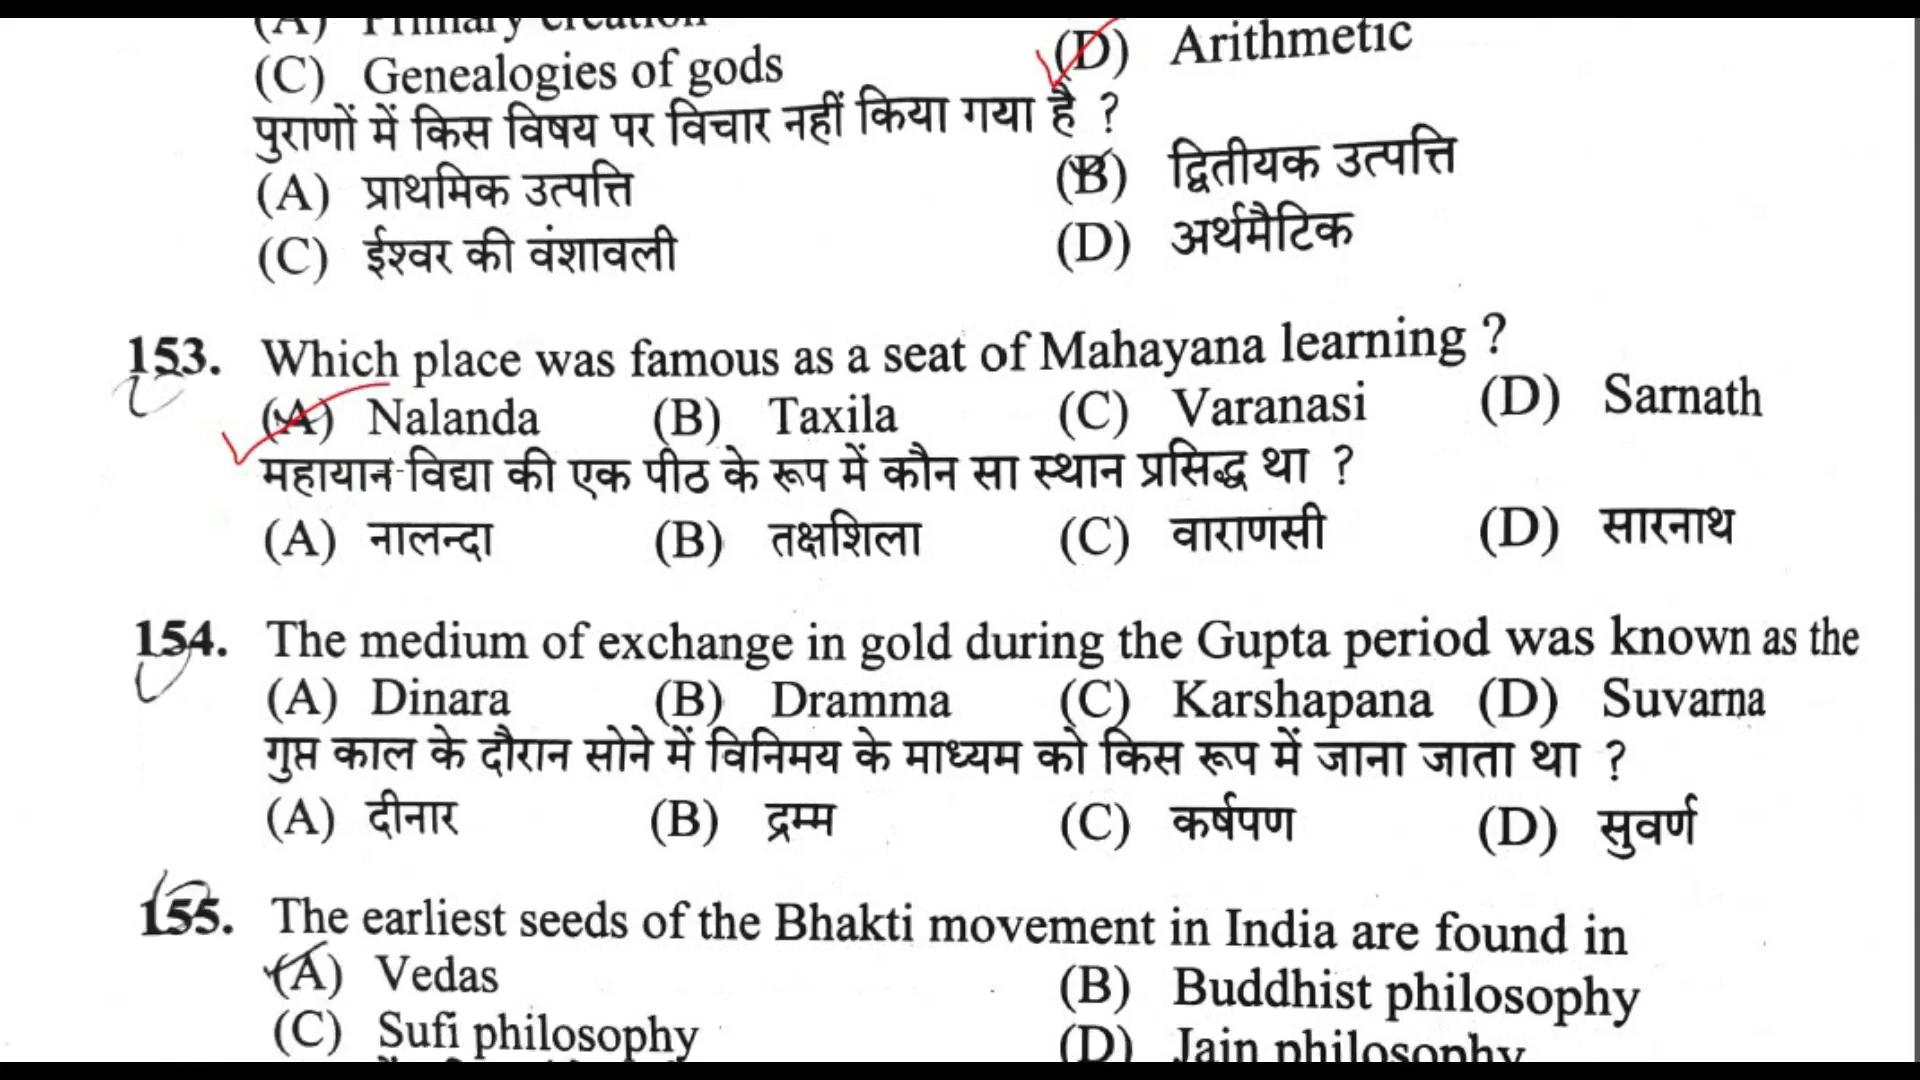 (A) Primary creation
(C) Genealogies of gods (D) Arithmetic
पुराणों में किस विषय पर विचार नहीं किया गया है ?
(A) प्राथमिक उत्पत्ति (B) द्वितीयक उत्पत्ति
(C) ईश्वर की वंशावली (D) अर्थमैटिक
153. Which place was famous as a seat of Mahayana learning ?
(A) Nalanda (B) Taxila (C) Varanasi (D) Sarnath
महायान विद्या की एक पीठ के रूप में कौन सा स्थान प्रसिद्ध था ?
(A) नालन्दा (B) तक्षशिला (C) वाराणसी (D) सारनाथ
154. The medium of exchange in gold during the Gupta period was known as the
(A) Dinara (B) Dramma (C) Karshapana (D) Suvarna
गुप्त काल के दौरान सोने में विनिमय के माध्यम को किस रूप में जाना जाता था ?
(A) दीनार (B) द्रम्म (C) कर्षपण (D) सुवर्ण
155. The earliest seeds of the Bhakti movement in India are found in
(A) Vedas (B) Buddhist philosophy
(C) Sufi philosophy (D) Jain philosophy